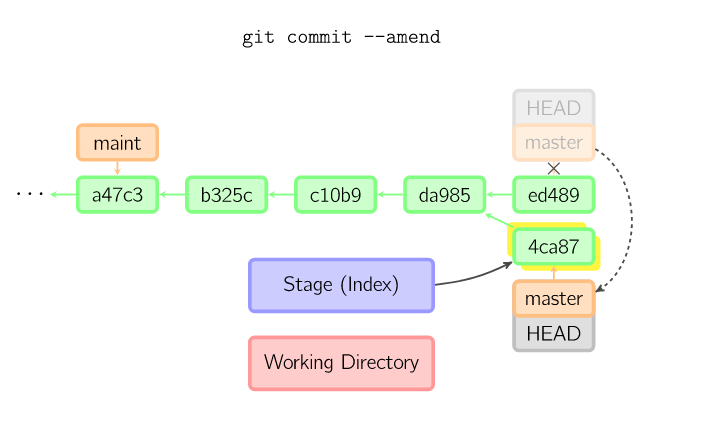 git commit --amend
HEAD
maint
master
... a47c3 b325c c10b9 da985 ed489
4ca87
Stage (Index)
master
HEAD
Working Directory